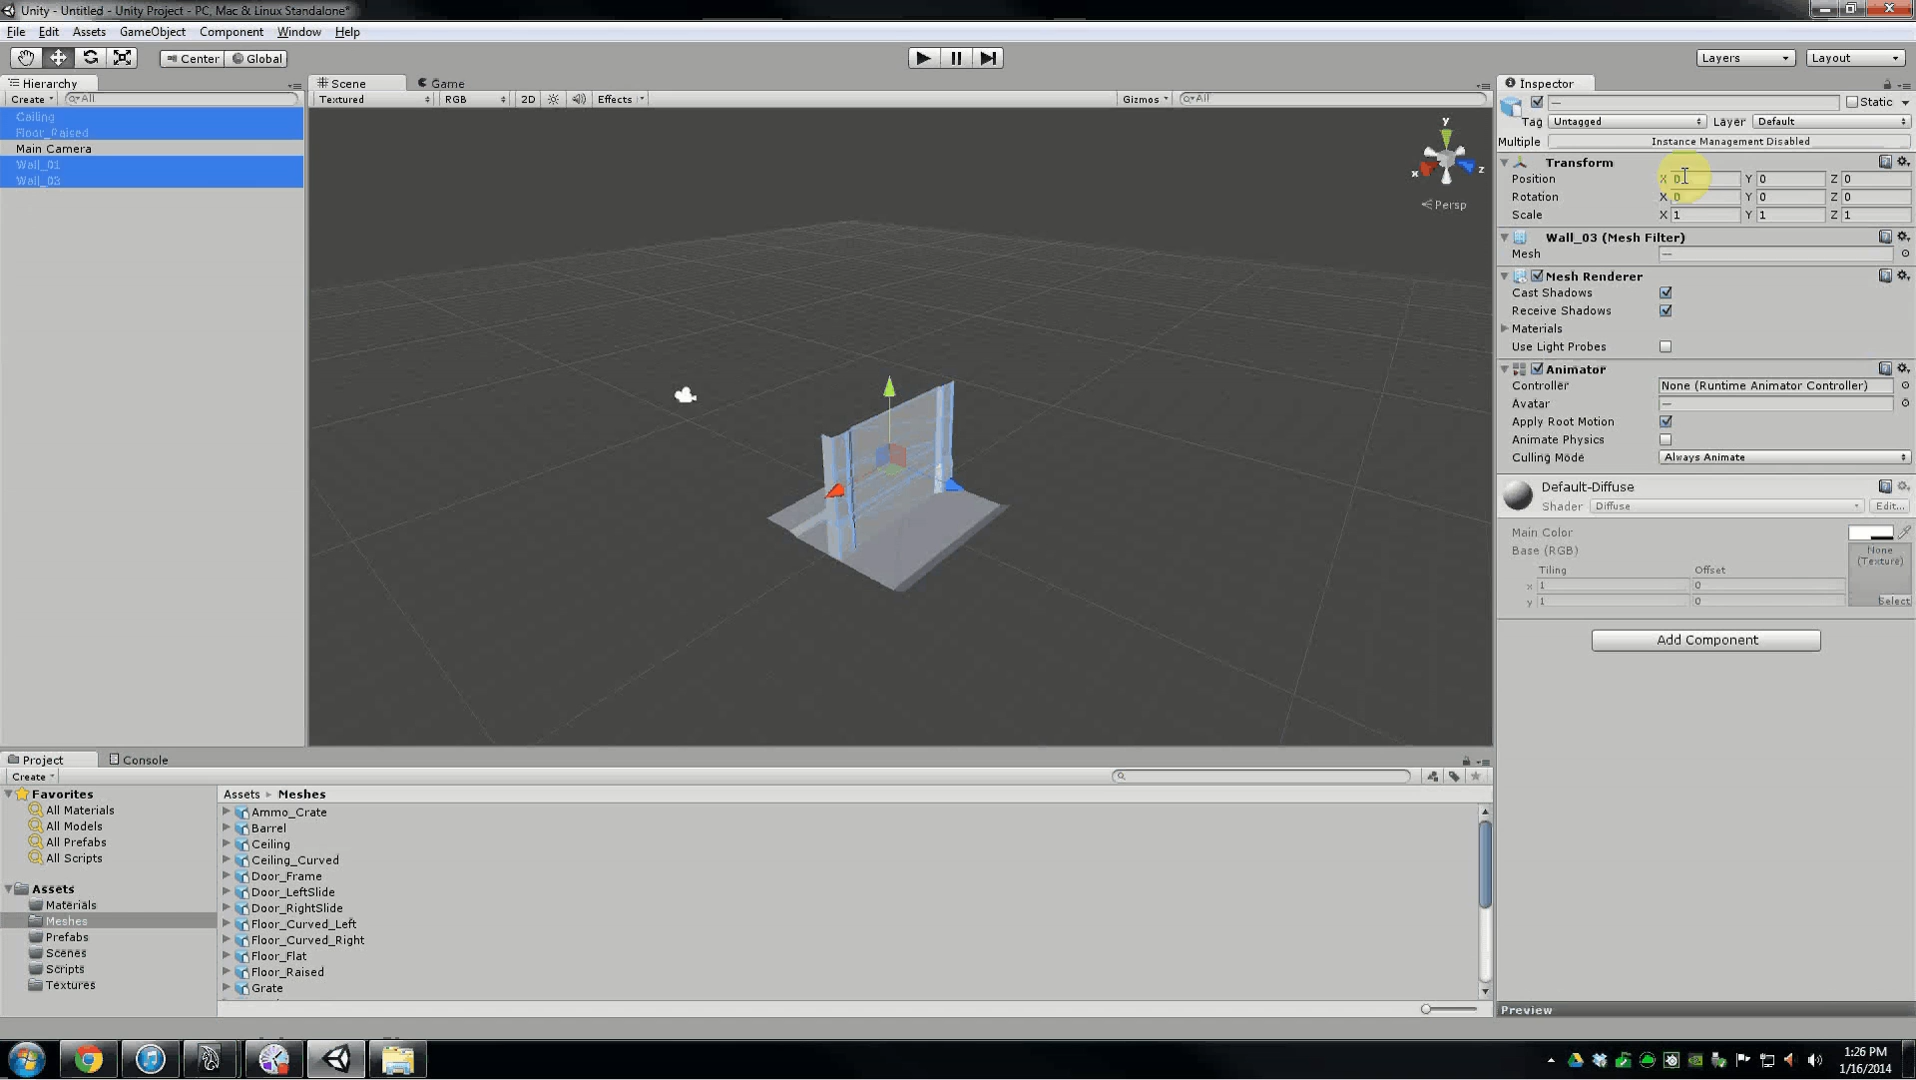 Unity - Untitled - Unity Project - PC, Mac & Linux Standalone*
File Edit Assets GameObject Component Window Help
Center Global Layers Layout
Hierarchy
Create All
Ceiling
Floor_Raised
Main Camera
Wall_01
Wall_03
Scene Game
Textured RGB 2D Effects Gizmos All
y
x z
Persp
Inspector
— Static
Tag Untagged Layer Default
Multiple Instance Management Disabled
Transform
Position X 0 Y 0 Z 0
Rotation X 0 Y 0 Z 0
Scale X 1 Y 1 Z 1
Wall_03 (Mesh Filter)
Mesh —
Mesh Renderer
Cast Shadows
Receive Shadows
Materials
Use Light Probes
Animator
Controller None (Runtime Animator Controller)
Avatar —
Apply Root Motion
Animate Physics
Culling Mode Always Animate
Default-Diffuse
Shader Diffuse Edit...
Main Color
Base (RGB) None
(Texture)
Tiling Offset
x 1 0
y 1 0 Select
Add Component
Preview
Project Console
Create
Favorites
All Materials
All Models
All Prefabs
All Scripts
Assets
Materials
Meshes
Prefabs
Scenes
Scripts
Textures
Assets Meshes
Ammo_Crate
Barrel
Ceiling
Ceiling_Curved
Door_Frame
Door_LeftSlide
Door_RightSlide
Floor_Curved_Left
Floor_Curved_Right
Floor_Flat
Floor_Raised
Grate
1:26 PM
1/16/2014